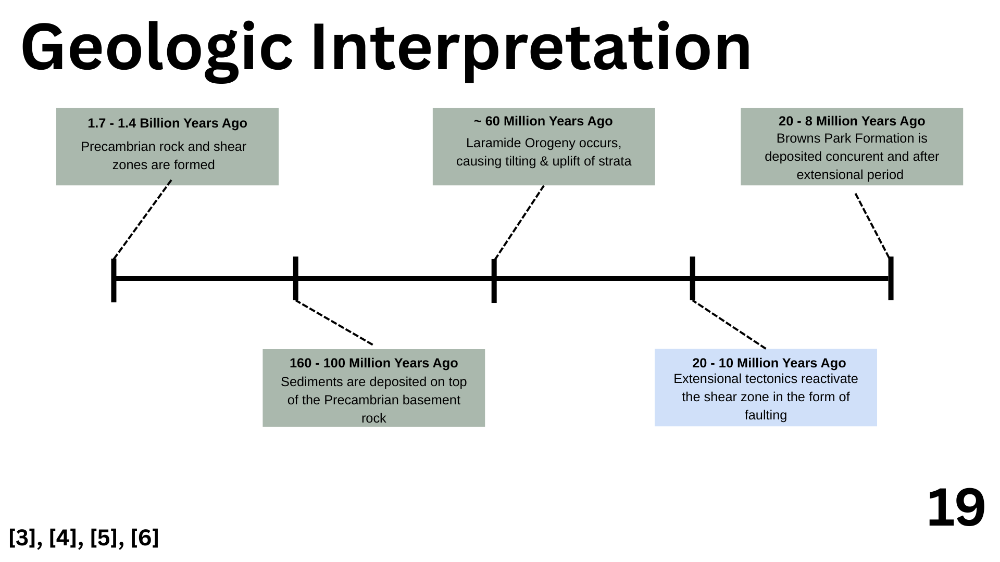 Geologic Interpretation
1.7 - 1.4 Billion Years Ago
Precambrian rock and shear
zones are formed
~ 60 Million Years Ago
Laramide Orogeny occurs,
causing tilting & uplift of strata
20 - 8 Million Years Ago
Browns Park Formation is
deposited concurent and after
extensional period
160 - 100 Million Years Ago
Sediments are deposited on top
of the Precambrian basement
rock
20 - 10 Million Years Ago
Extensional tectonics reactivate
the shear zone in the form of
faulting
19
[3], [4], [5], [6]